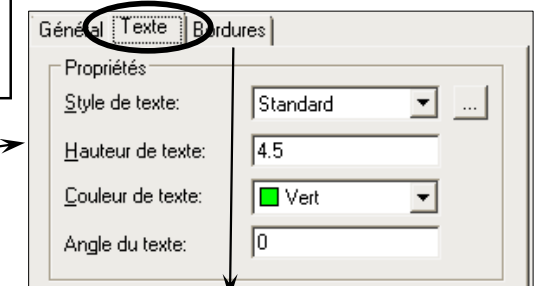 Général Texte Bordures
Propriétés
Style de texte: Standard ...
Hauteur de texte: 4.5
Couleur de texte: Vert
Angle du texte: 0